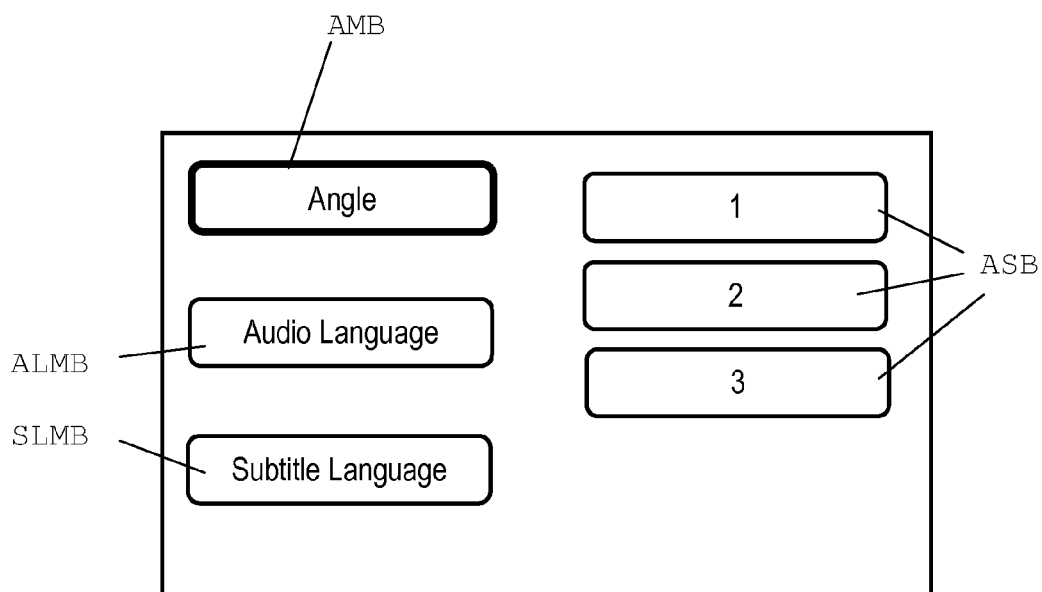 AMB
Angle
1
ASB
2
Audio Language
3
ALMB
SLMB
Subtitle Language